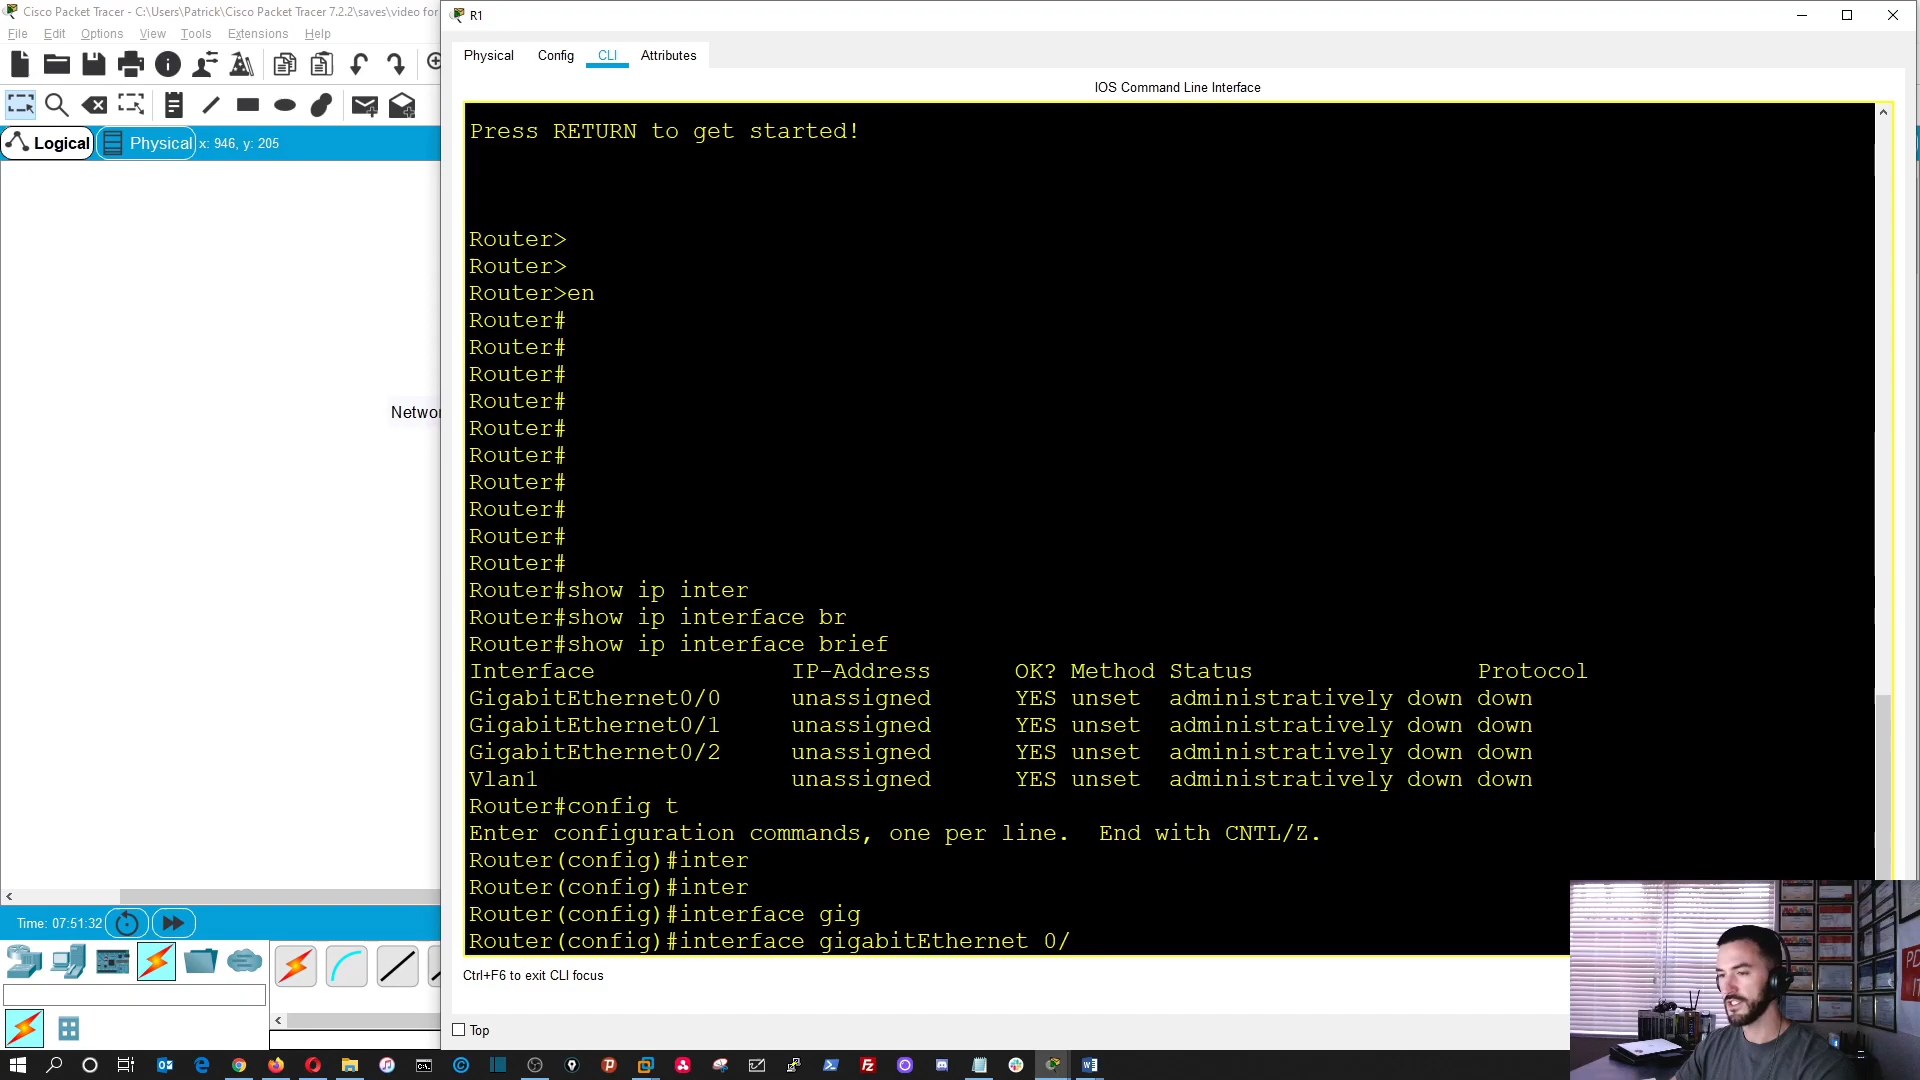 Cisco Packet Tracer - C:\Users\Patrick\Cisco Packet Tracer 7.2.2\saves\video for
File Edit Options View Tools Extensions Help
Logical Physical x: 946, y: 205
Networ
Time: 07:51:32
R1
Physical Config CLI Attributes
IOS Command Line Interface
Press RETURN to get started!
Router>
Router>
Router>en
Router#
Router#
Router#
Router#
Router#
Router#
Router#
Router#
Router#
Router#
Router#show ip inter
Router#show ip interface br
Router#show ip interface brief
Interface IP-Address OK? Method Status Protocol
GigabitEthernet0/0 unassigned YES unset administratively down down
GigabitEthernet0/1 unassigned YES unset administratively down down
GigabitEthernet0/2 unassigned YES unset administratively down down
Vlan1 unassigned YES unset administratively down down
Router#config t
Enter configuration commands, one per line. End with CNTL/Z.
Router(config)#inter
Router(config)#inter
Router(config)#interface gig
Router(config)#interface gigabitEthernet 0/
Ctrl+F6 to exit CLI focus
Top